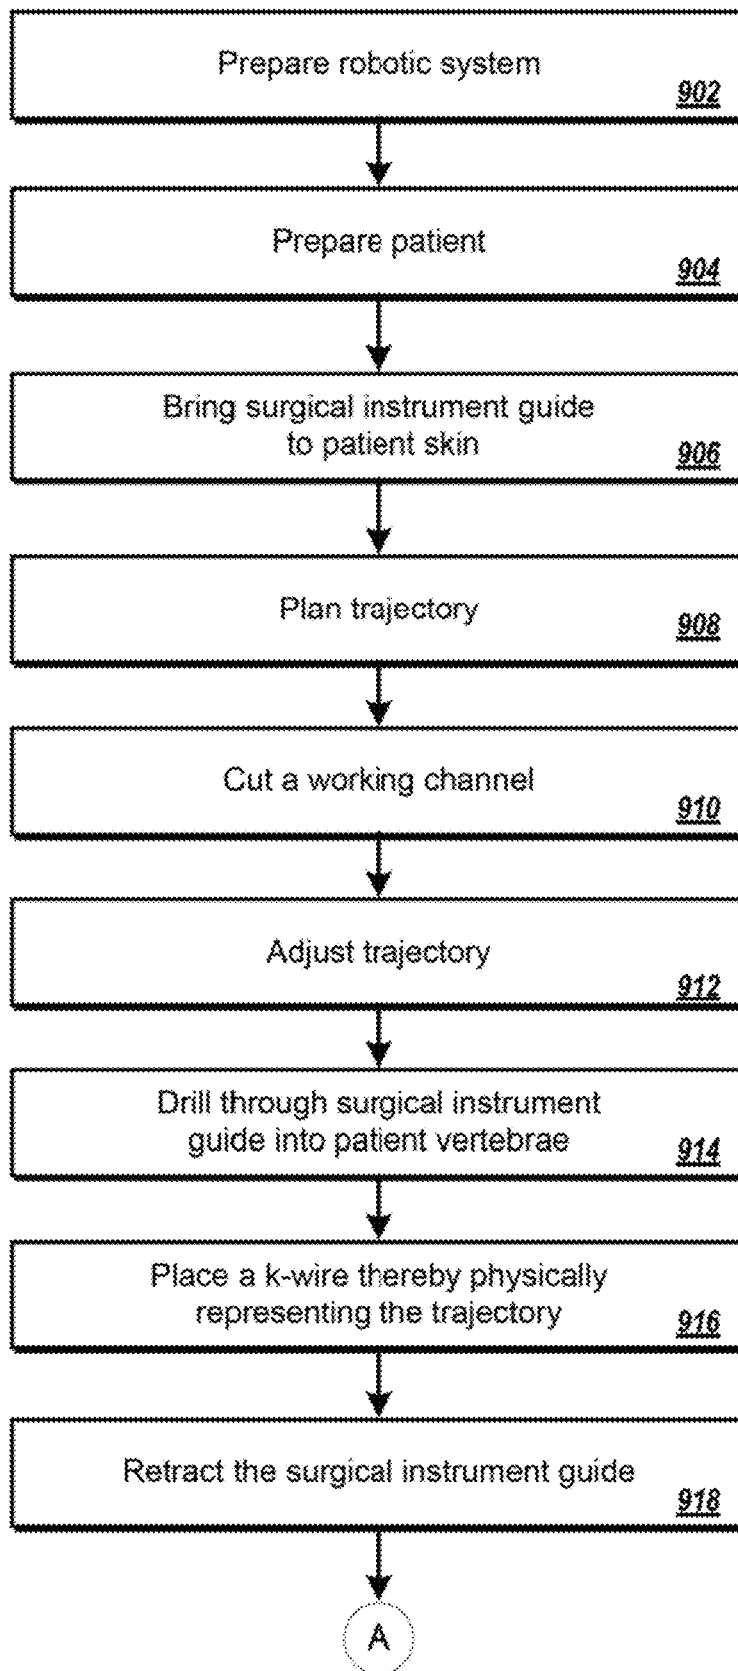 Prepare robotic system
902
Prepare patient
904
Bring surgical instrument guide
to patient skin
906
Plan trajectory
908
Cut a working channel
910
Adjust trajectory
912
Drill through surgical instrument
guide into patient vertebrae
914
Place a k-wire thereby physically
representing the trajectory
916
Retract the surgical instrument guide
918
A